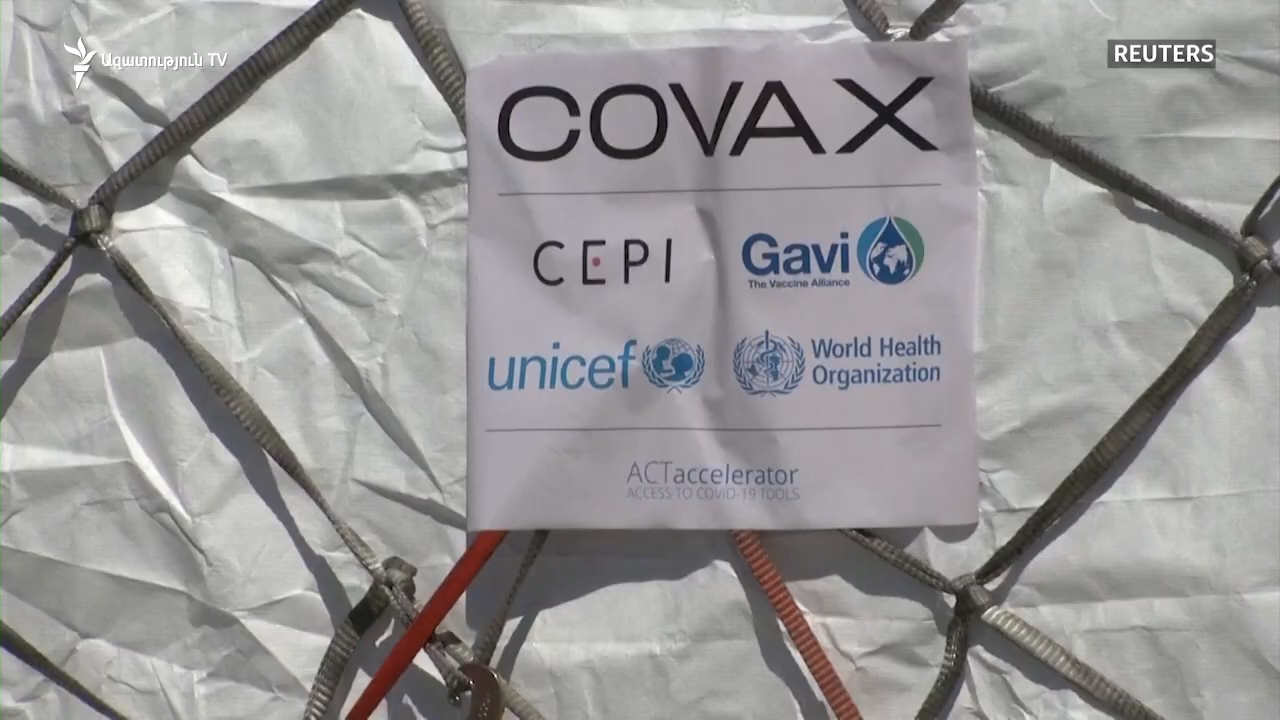 Ազատություն TV
REUTERS
COVAX
CEPI
Gavi
The Vaccine Alliance
unicef
World Health
Organization
ACTaccelerator
ACCESS TO COVID-19 TOOLS